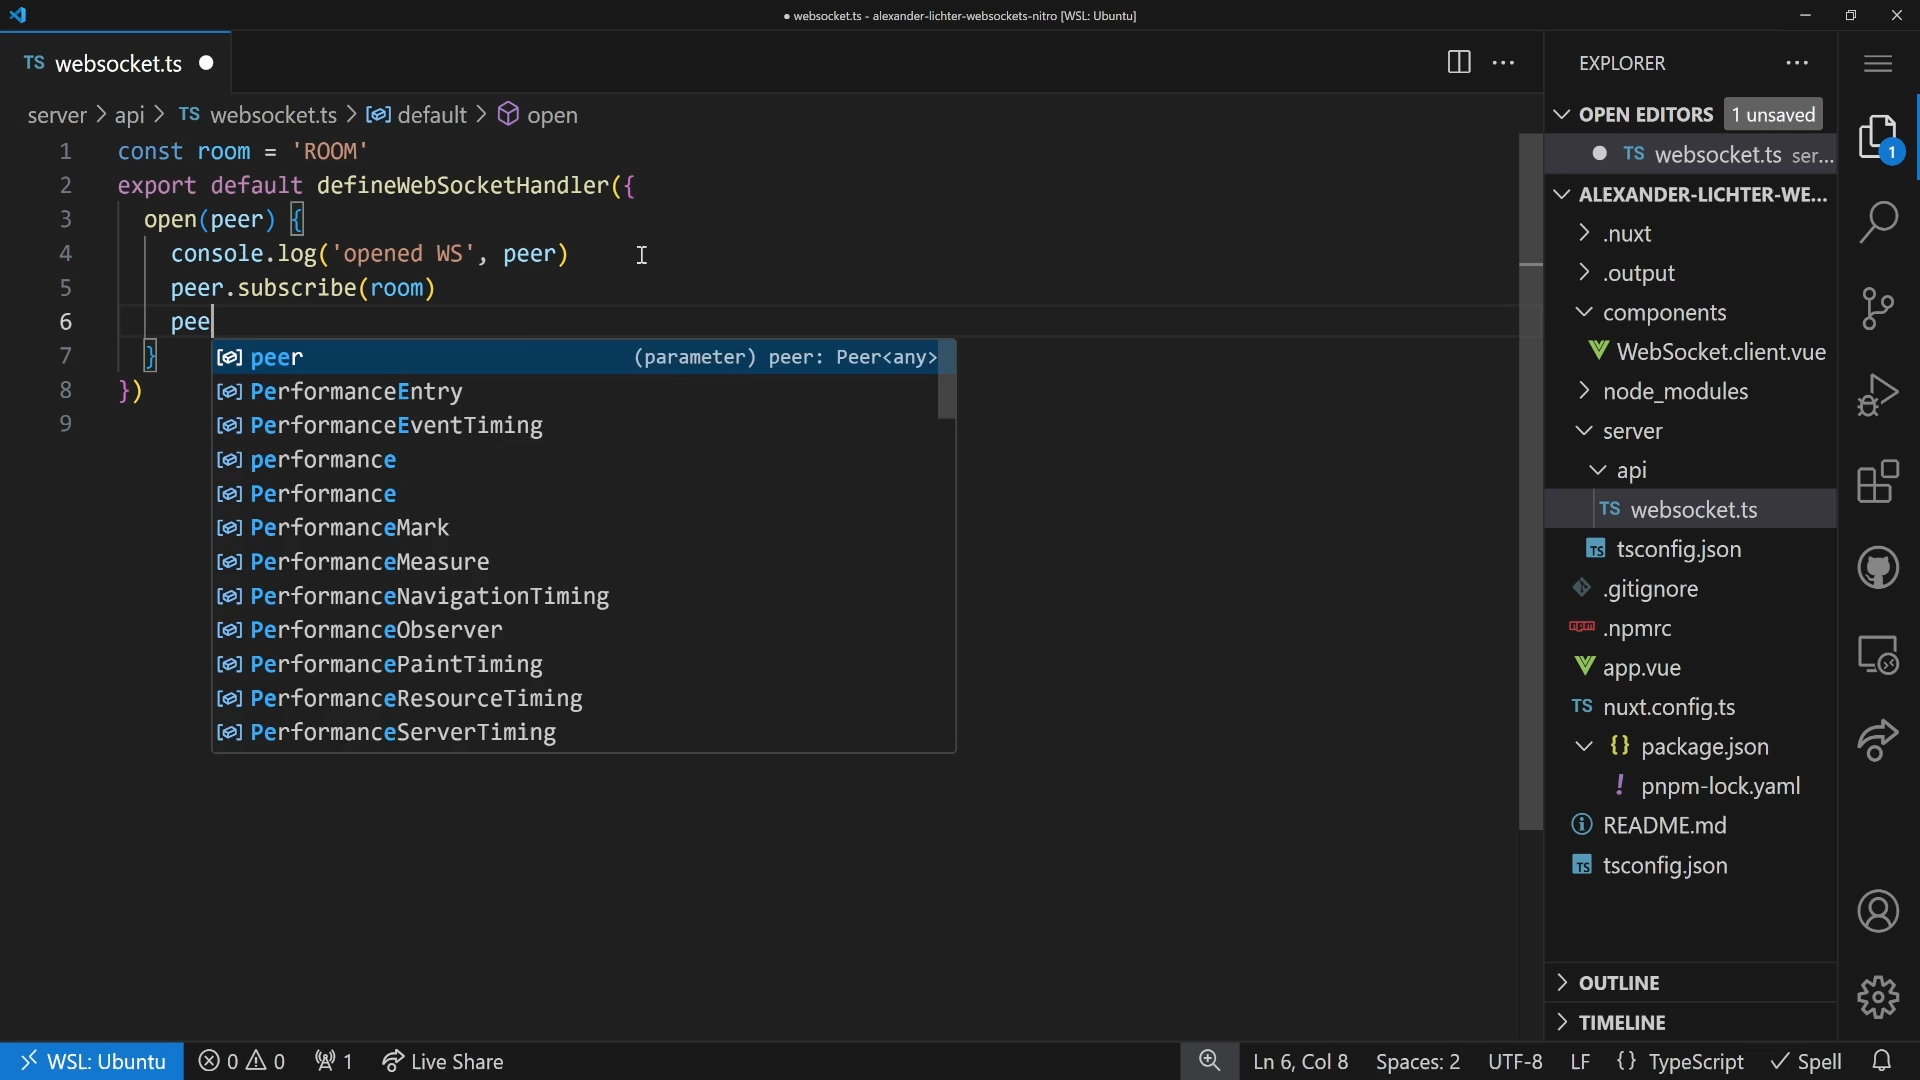 ● websocket.ts - alexander-lichter-websockets-nitro [WSL: Ubuntu]
TS websocket.ts
server > api > TS websocket.ts > default > open
1 const room = 'ROOM'
2 export default defineWebSocketHandler({
3 open(peer) {
4 console.log('opened WS', peer)
5 peer.subscribe(room)
6 pee
7 }
8 })
9
peer (parameter) peer: Peer<any>
PerformanceEntry
PerformanceEventTiming
performance
Performance
PerformanceMark
PerformanceMeasure
PerformanceNavigationTiming
PerformanceObserver
PerformancePaintTiming
PerformanceResourceTiming
PerformanceServerTiming
EXPLORER
OPEN EDITORS 1 unsaved
TS websocket.ts ser...
ALEXANDER-LICHTER-WE...
.nuxt
.output
components
WebSocket.client.vue
node_modules
server
api
TS websocket.ts
TS tsconfig.json
.gitignore
npm .npmrc
app.vue
TS nuxt.config.ts
{} package.json
! pnpm-lock.yaml
README.md
TS tsconfig.json
OUTLINE
TIMELINE
1
WSL: Ubuntu 0 0 1 Live Share Ln 6, Col 8 Spaces: 2 UTF-8 LF {} TypeScript Spell